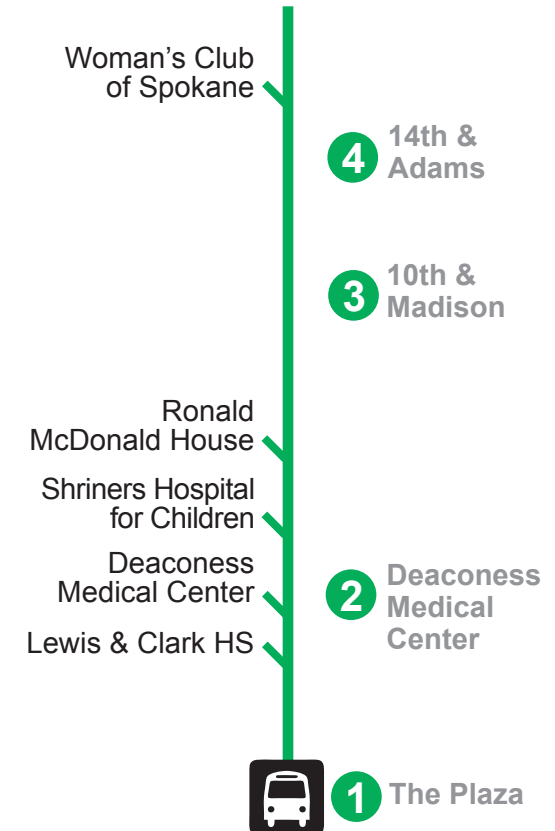 Woman's Club
of Spokane
4
14th &
Adams
3
10th &
Madison
Ronald
McDonald House
Shriners Hospital
for Children
Deaconess
Medical Center
2
Deaconess
Medical
Center
Lewis & Clark HS
1
The Plaza